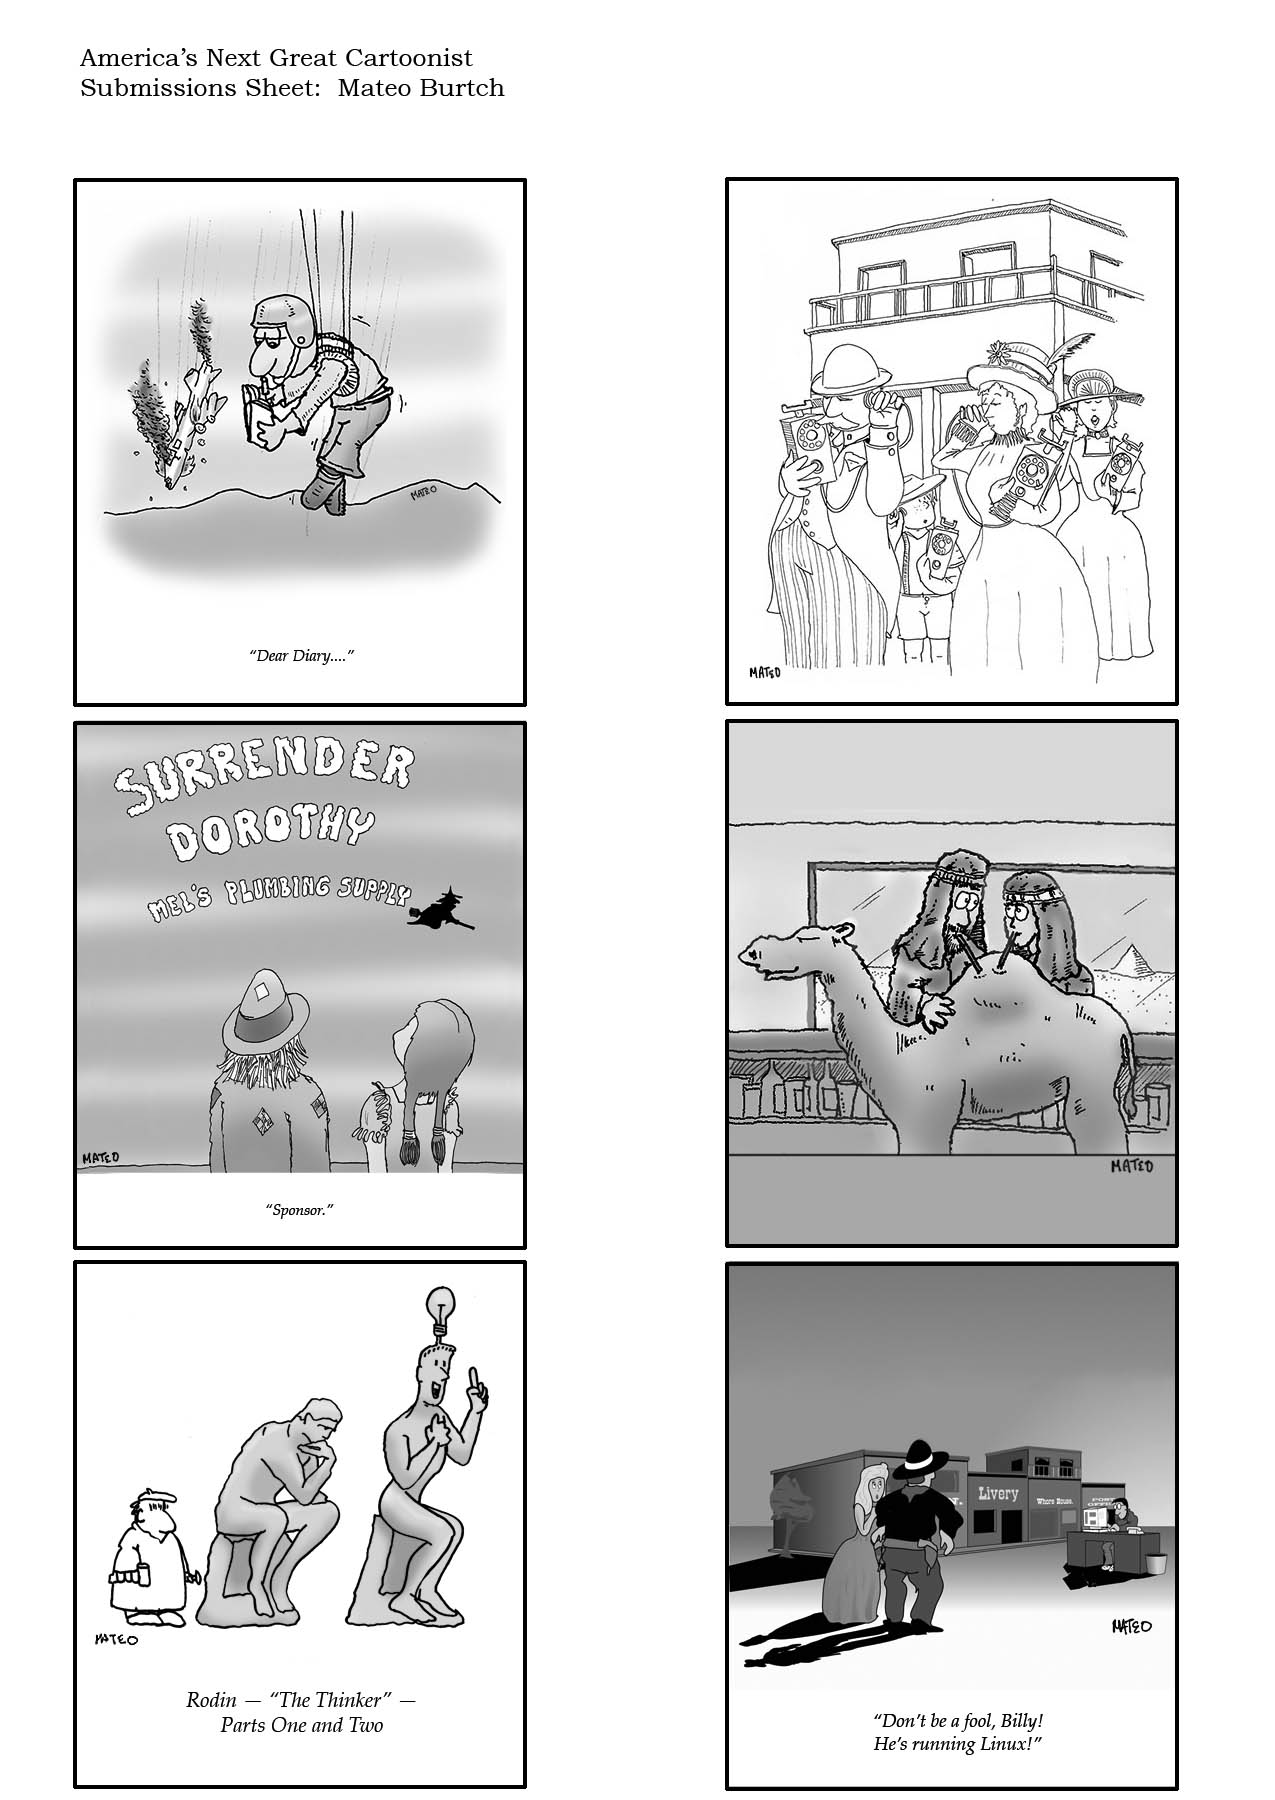 America’s Next Great Cartoonist
Submissions Sheet:  Mateo Burtch
MATEO
“Dear Diary....”
MATEO
SURRENDER
DOROTHY
MEL'S PLUMBING SUPPLY
MATEO
“Sponsor.”
MATEO
MATEO
Rodin — “The Thinker” —
Parts One and Two
Livery
Whore House.
POST
OFFICE
MATEO
“Don’t be a fool, Billy!
He’s running Linux!”